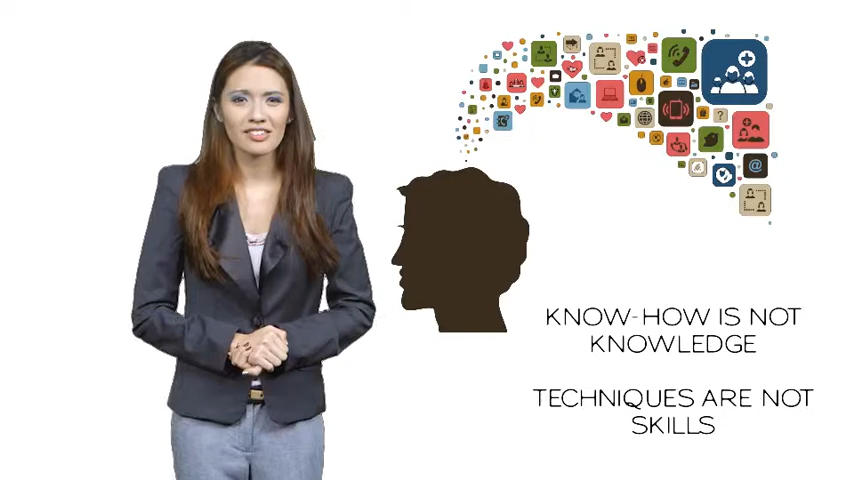 KNOW-HOW IS NOT
KNOWLEDGE
TECHNIQUES ARE NOT
SKILLS